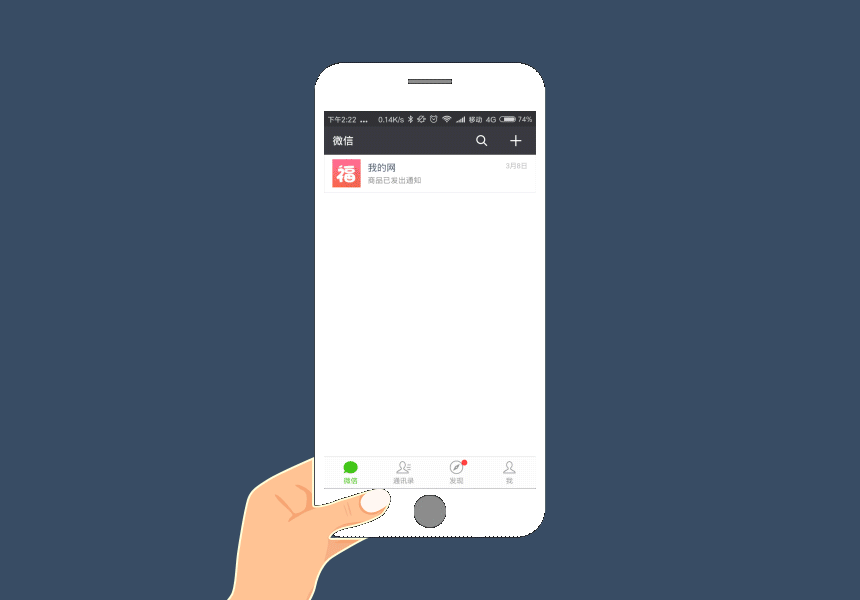 下午2:22 ... 0.14K/s 移动 4G 74%
微信
福
我的网 3月8日
商品已发出通知
微信 通讯录 发现 我